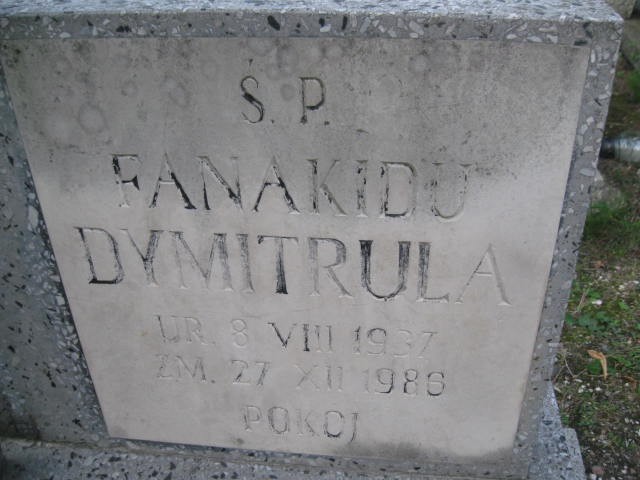 Ś. P.
FANAKIDU
DYMITRULA
UR. 8 VIII 1937
ZM. 27 XII 1986
POKOJ